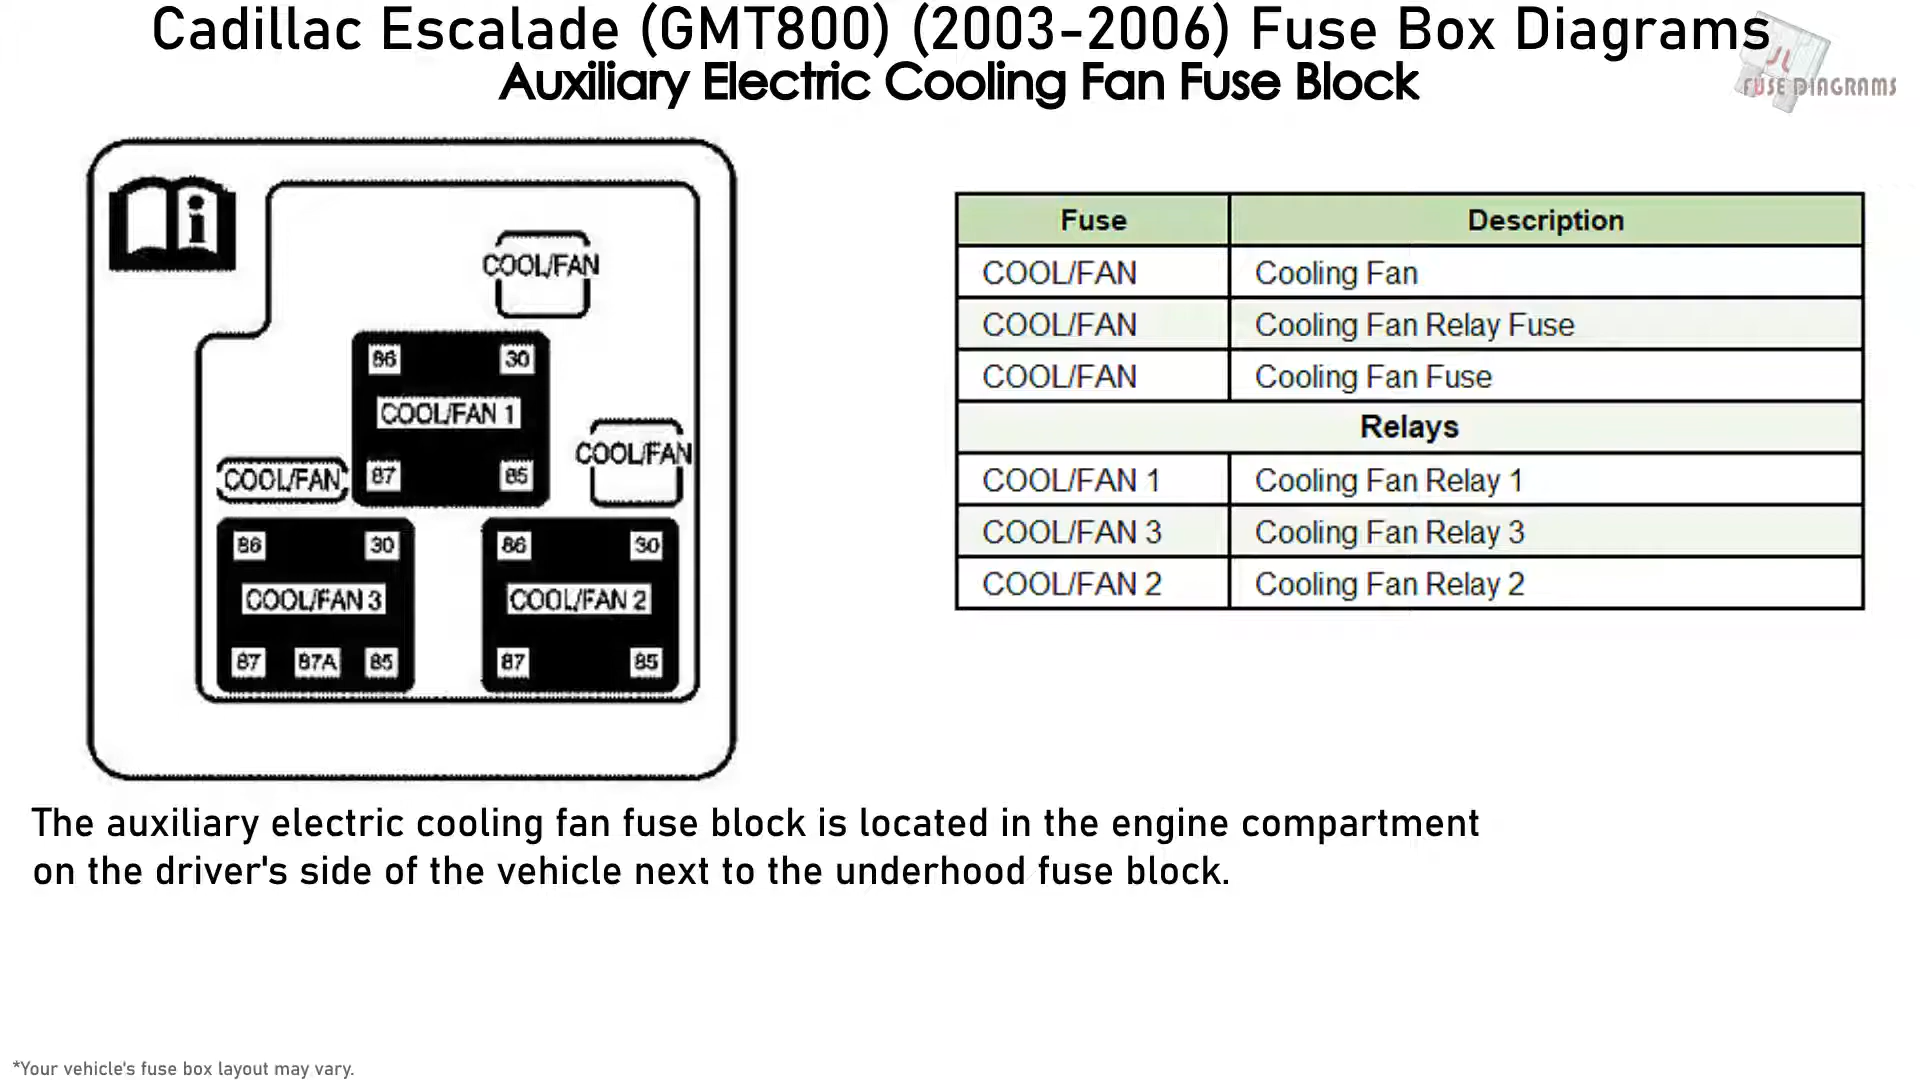 Cadillac Escalade (GMT800) (2003-2006) Fuse Box Diagrams
Auxiliary Electric Cooling Fan Fuse Block
JL
FUSE DIAGRAMS
i
COOL/FAN
86 30
COOL/FAN 1
87 85
COOL/FAN
COOL/FAN
86 30
COOL/FAN 3
87 87A 85
86 30
COOL/FAN 2
87 85
Fuse Description
COOL/FAN Cooling Fan
COOL/FAN Cooling Fan Relay Fuse
COOL/FAN Cooling Fan Fuse
Relays
COOL/FAN 1 Cooling Fan Relay 1
COOL/FAN 3 Cooling Fan Relay 3
COOL/FAN 2 Cooling Fan Relay 2
The auxiliary electric cooling fan fuse block is located in the engine compartment
on the driver's side of the vehicle next to the underhood fuse block.
*Your vehicle's fuse box layout may vary.